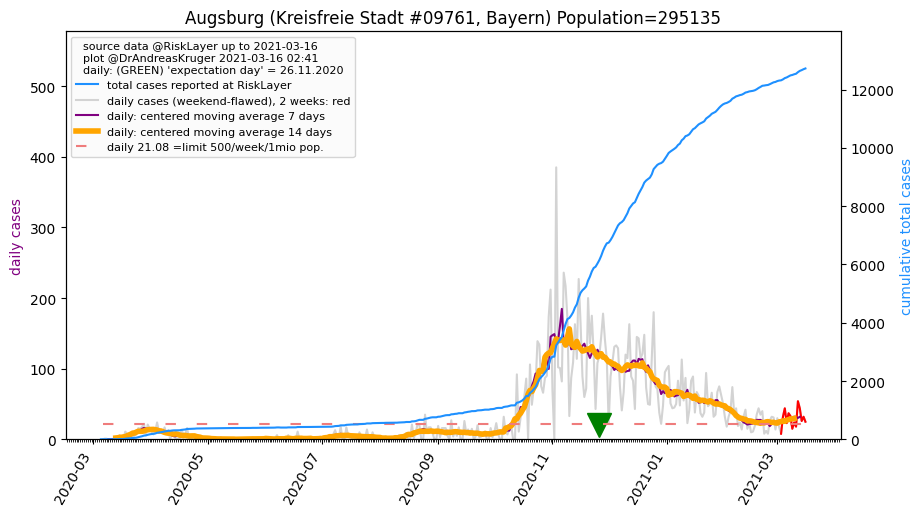 Augsburg (Kreisfreie Stadt #09761, Bayern) Population=295135
source data @RiskLayer up to 2021-03-16
plot @DrAndreasKruger 2021-03-16 02:41
daily: (GREEN) 'expectation day' = 26.11.2020
total cases reported at RiskLayer
daily cases (weekend-flawed), 2 weeks: red
daily: centered moving average 7 days
daily: centered moving average 14 days
daily 21.08 =limit 500/week/1mio pop.
daily cases
500
400
300
200
100
0
cumulative total cases
12000
10000
8000
6000
4000
2000
0
2020-03
2020-05
2020-07
2020-09
2020-11
2021-01
2021-03